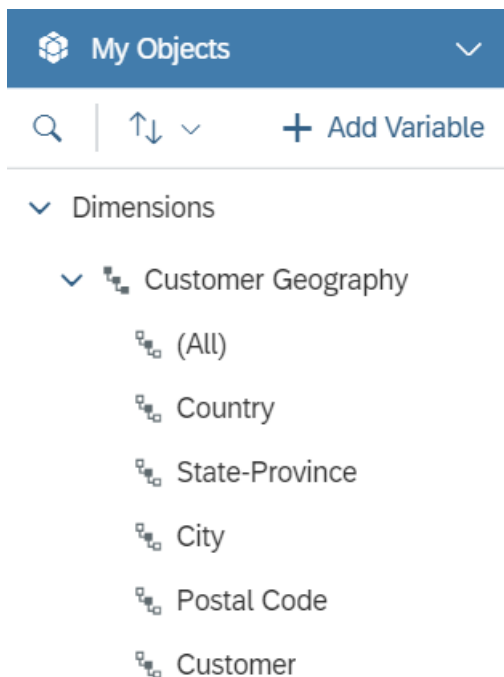 My Objects
Add Variable
Dimensions
Customer Geography
(All)
Country
State-Province
City
Postal Code
Customer